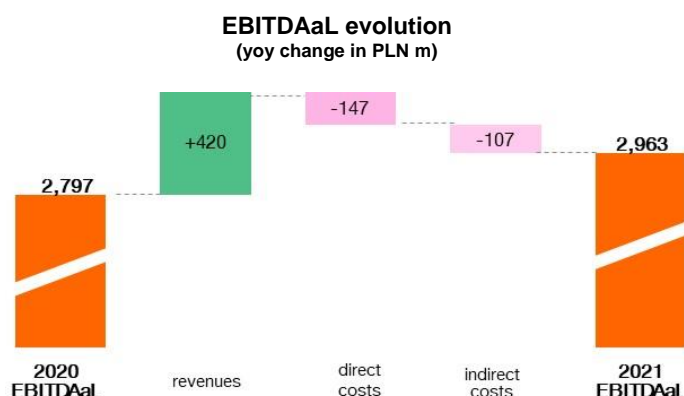 EBITDAaL evolution
(yoy change in PLN m)
-147
+420
-107
2,963
2,797
2020
EBITDAaL
revenues
direct
costs
indirect
costs
2021
EBITDAaL